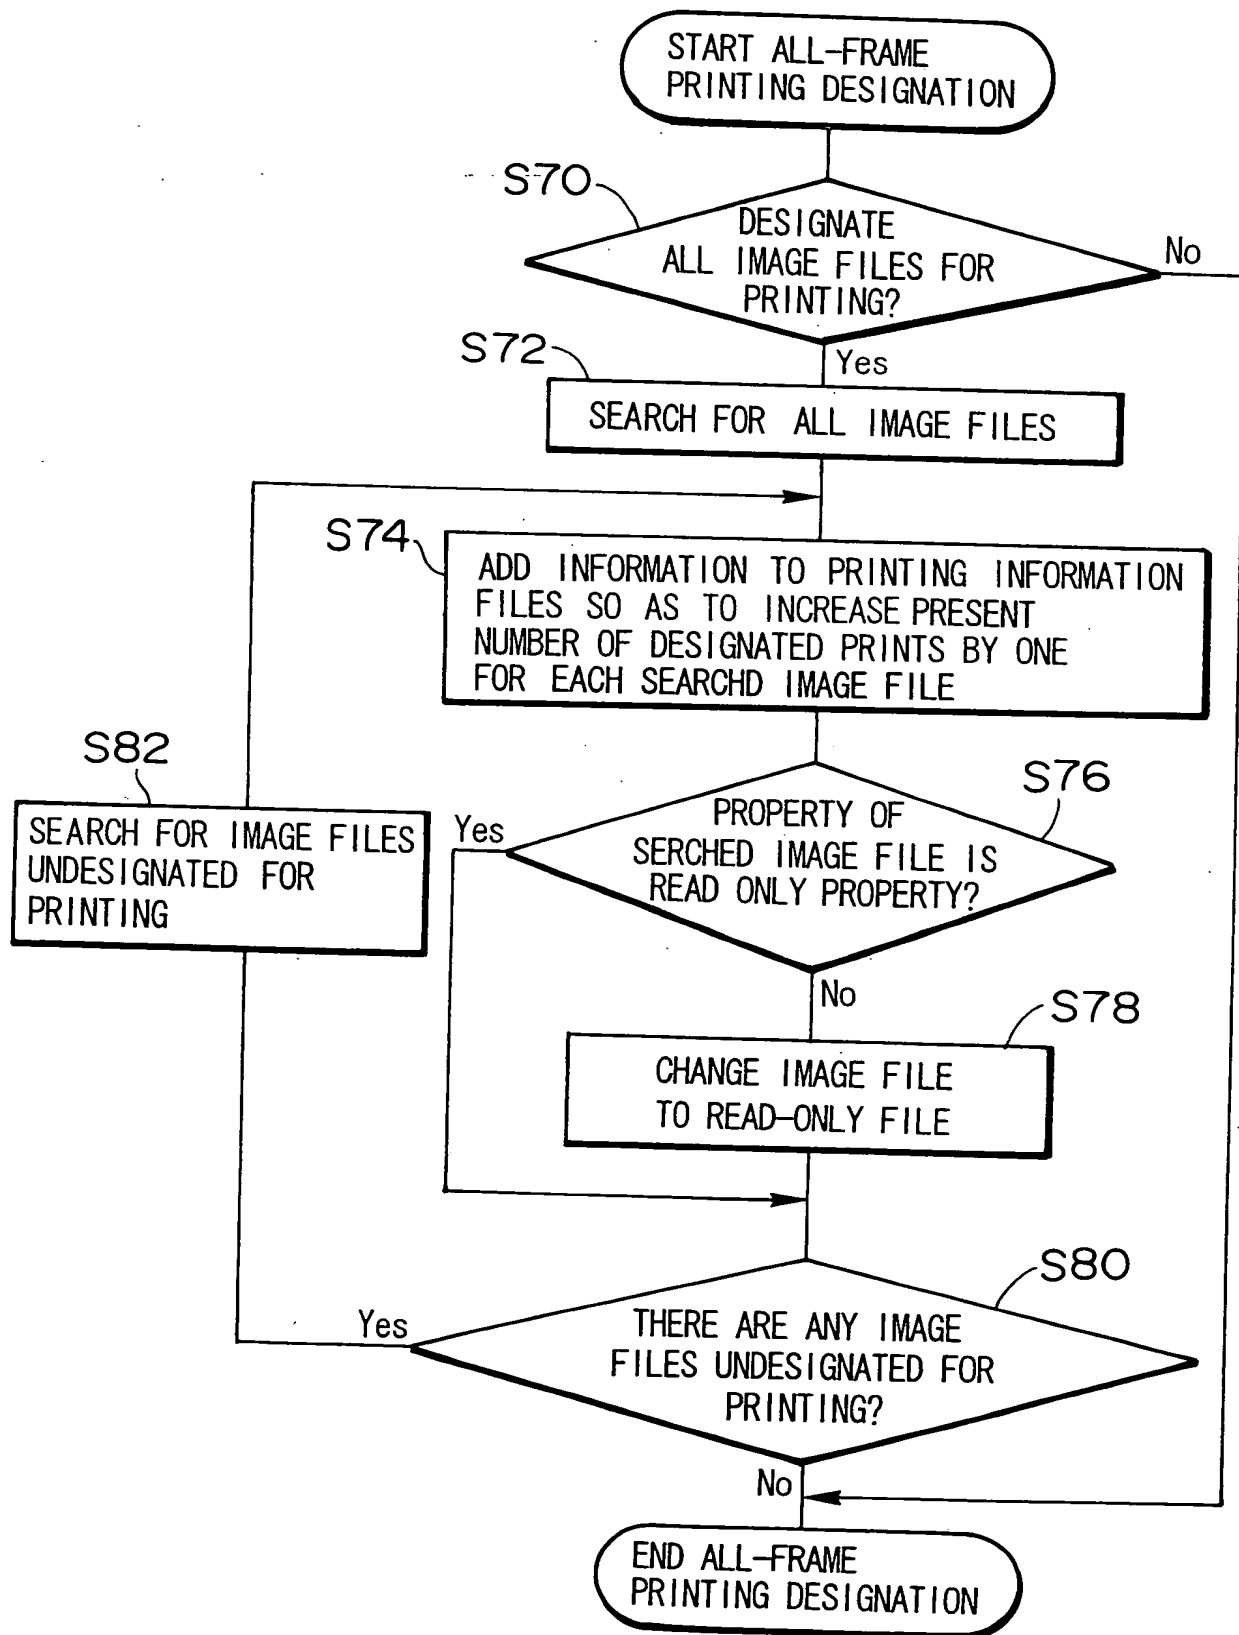 START ALL-FRAME
PRINTING DESIGNATION
S70
DESIGNATE
ALL IMAGE FILES FOR
PRINTING?
No
Yes
S72
SEARCH FOR ALL IMAGE FILES
S74
ADD INFORMATION TO PRINTING INFORMATION
FILES SO AS TO INCREASE PRESENT
NUMBER OF DESIGNATED PRINTS BY ONE
FOR EACH SEARCHD IMAGE FILE
S82
SEARCH FOR IMAGE FILES
UNDESIGNATED FOR
PRINTING
S76
Yes
PROPERTY OF
SERCHED IMAGE FILE IS
READ ONLY PROPERTY?
No
S78
CHANGE IMAGE FILE
TO READ-ONLY FILE
S80
Yes
THERE ARE ANY IMAGE
FILES UNDESIGNATED FOR
PRINTING?
No
END ALL-FRAME
PRINTING DESIGNATION